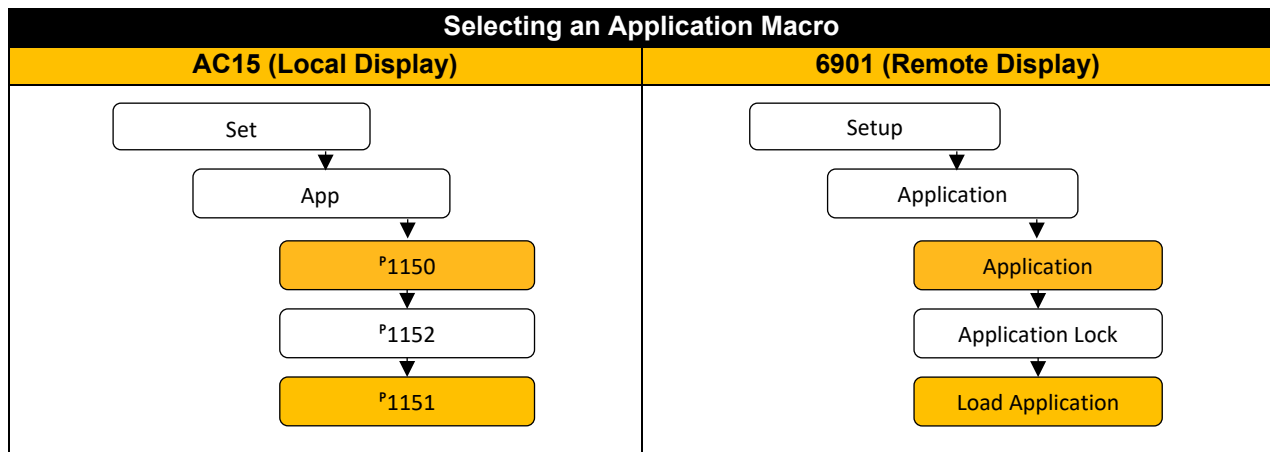 Selecting an Application Macro
AC15 (Local Display)
6901 (Remote Display)
Set
App
ᴾ1150
ᴾ1152
ᴾ1151
Setup
Application
Application
Application Lock
Load Application